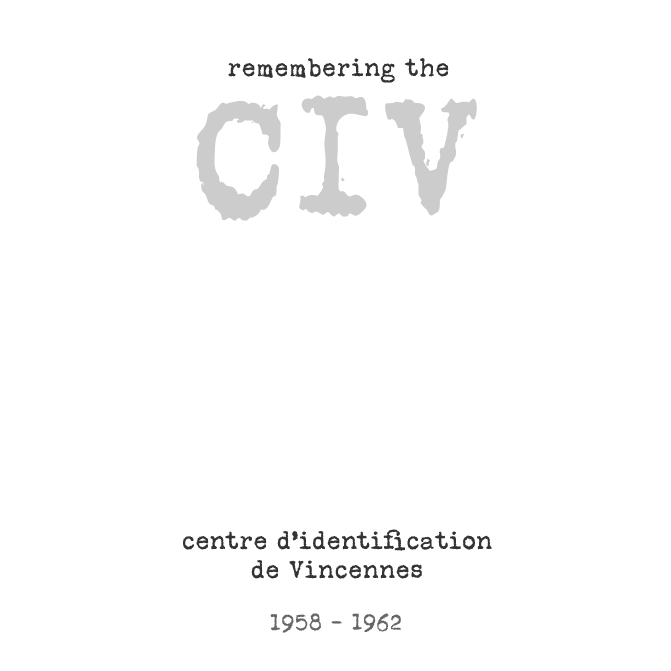 remembering the
CIV
centre d'identification
de Vincennes
1958 - 1962